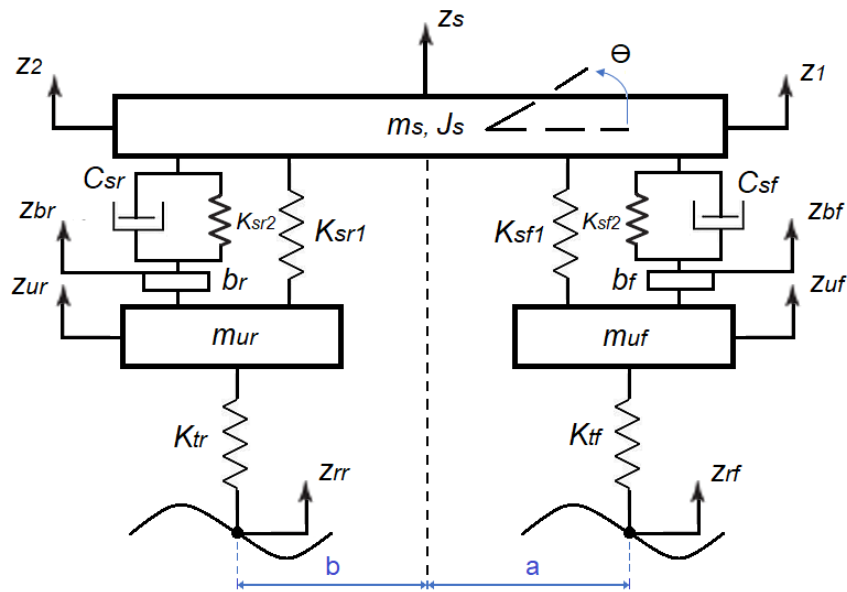 zs
Θ
z2
z1
ms, Js
Csr
Csf
zbr
Ksr2
Ksr1
Ksf1
Ksf2
zbf
zur
br
bf
zuf
mur
muf
Ktr
Ktf
zrr
zrf
b
a